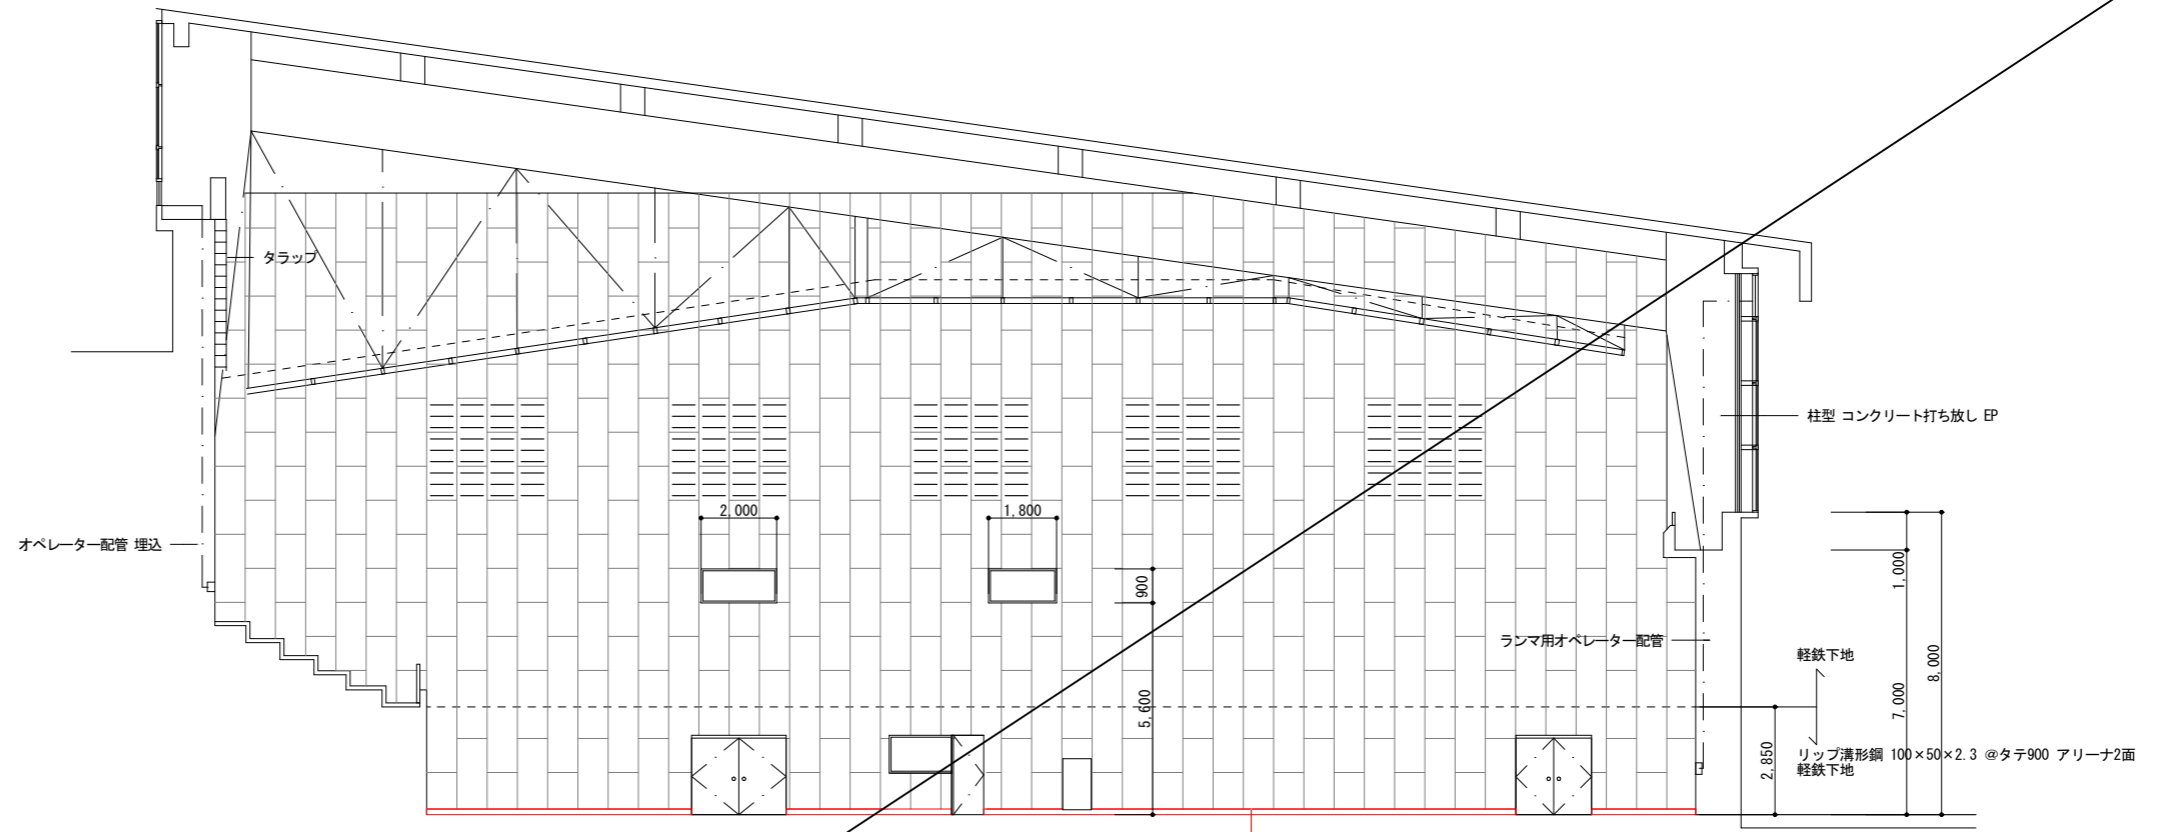 タラップ
柱型 コンクリート打ち放し EP
2,000
1,800
オペレーター配管 埋込
900
1,000
ランマ用オペレーター配管
軽鉄下地
8,000
5,600
7,000
2,850
リップ溝形鋼 100×50×2.3 @タテ900 アリーナ2面
軽鉄下地